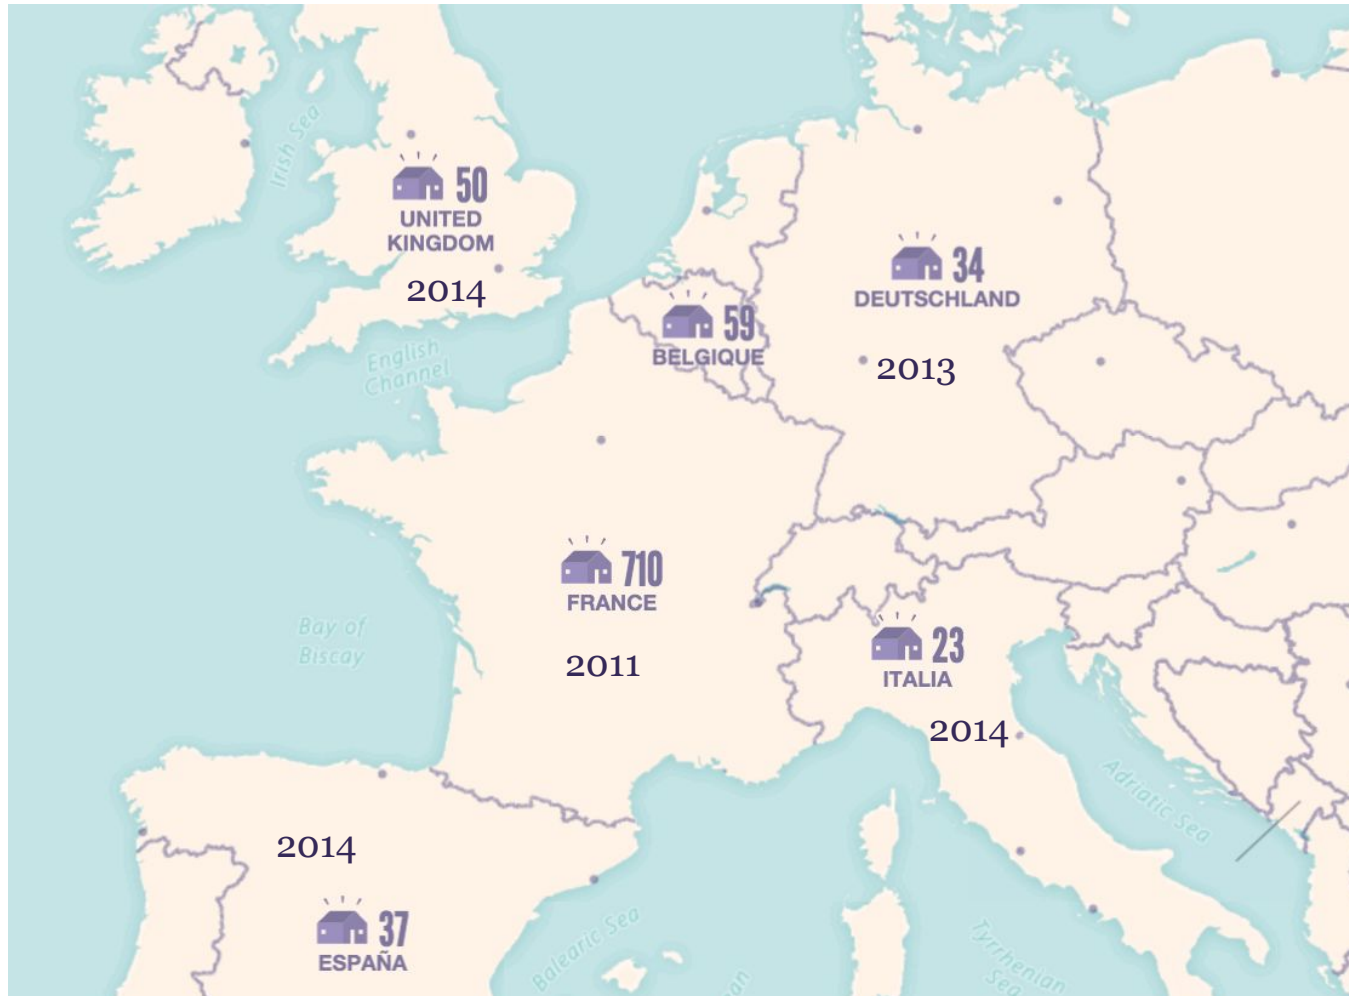 Irish Sea
50
UNITED
KINGDOM
2014
English
Channel
34
DEUTSCHLAND
2013
59
BELGIQUE
710
FRANCE
2011
Bay of
Biscay
23
ITALIA
2014
Adriatic Sea
2014
37
ESPAÑA
Balearic Sea
Tyrrhenian
Sea